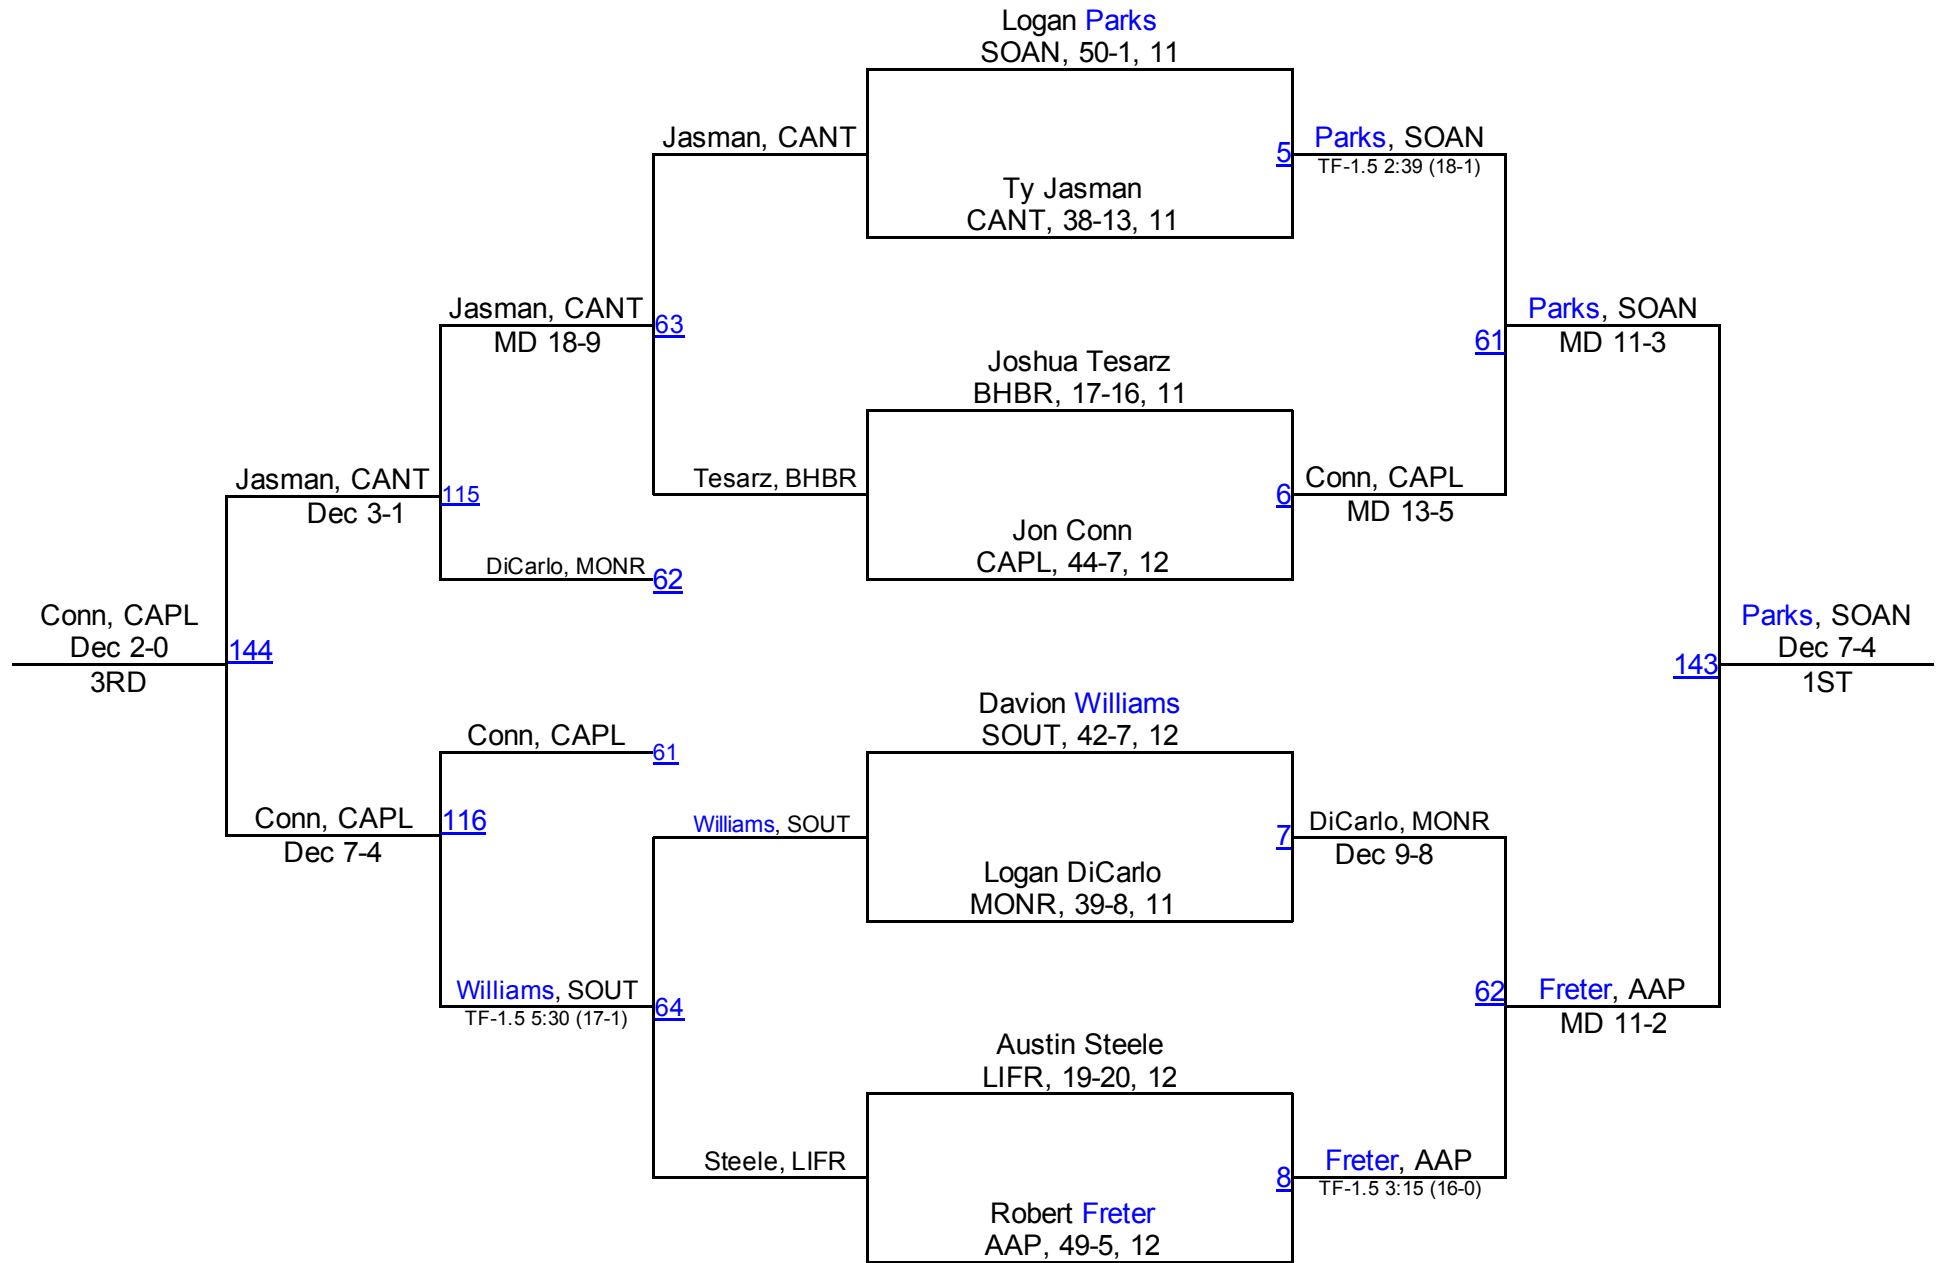 Logan Parks
SOAN, 50-1, 11
Jasman, CANT
5
Parks, SOAN
TF-1.5 2:39 (18-1)
Ty Jasman
CANT, 38-13, 11
Jasman, CANT
MD 18-9
63
Parks, SOAN
MD 11-3
61
Joshua Tesarz
BHBR, 17-16, 11
Jasman, CANT
Dec 3-1
115
Tesarz, BHBR
6
Conn, CAPL
MD 13-5
Jon Conn
CAPL, 44-7, 12
DiCarlo, MONR
62
Conn, CAPL
Dec 2-0
3RD
144
Parks, SOAN
Dec 7-4
1ST
143
Davion Williams
SOUT, 42-7, 12
Conn, CAPL
61
Conn, CAPL
Dec 7-4
116
Williams, SOUT
7
DiCarlo, MONR
Dec 9-8
Logan DiCarlo
MONR, 39-8, 11
Williams, SOUT
TF-1.5 5:30 (17-1)
64
62
Freter, AAP
MD 11-2
Austin Steele
LIFR, 19-20, 12
Steele, LIFR
8
Freter, AAP
TF-1.5 3:15 (16-0)
Robert Freter
AAP, 49-5, 12